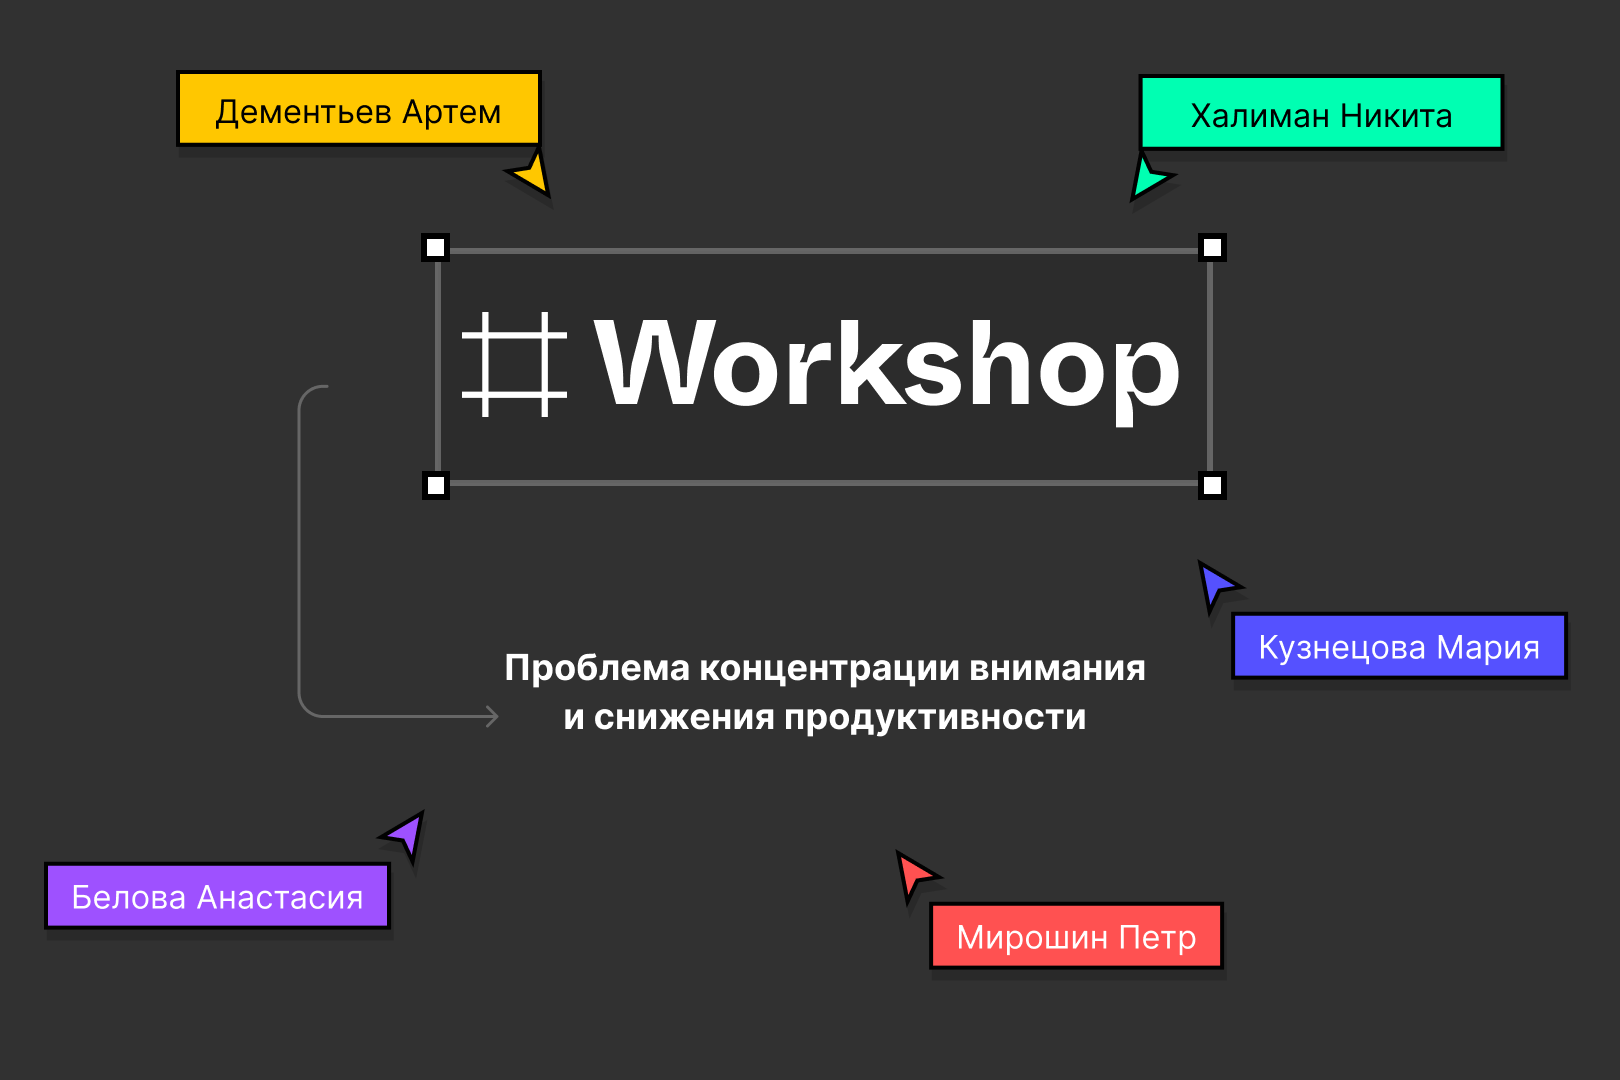 Дементьев Артем
Халиман Никита
Workshop
Кузнецова Мария
Проблема концентрации внимания
и снижения продуктивности
Белова Анастасия
Мирошин Петр